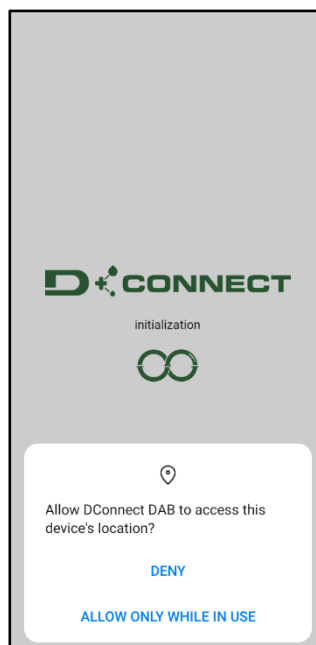 D CONNECT
initialization
Allow DConnect DAB to access this
device's location?
DENY
ALLOW ONLY WHILE IN USE